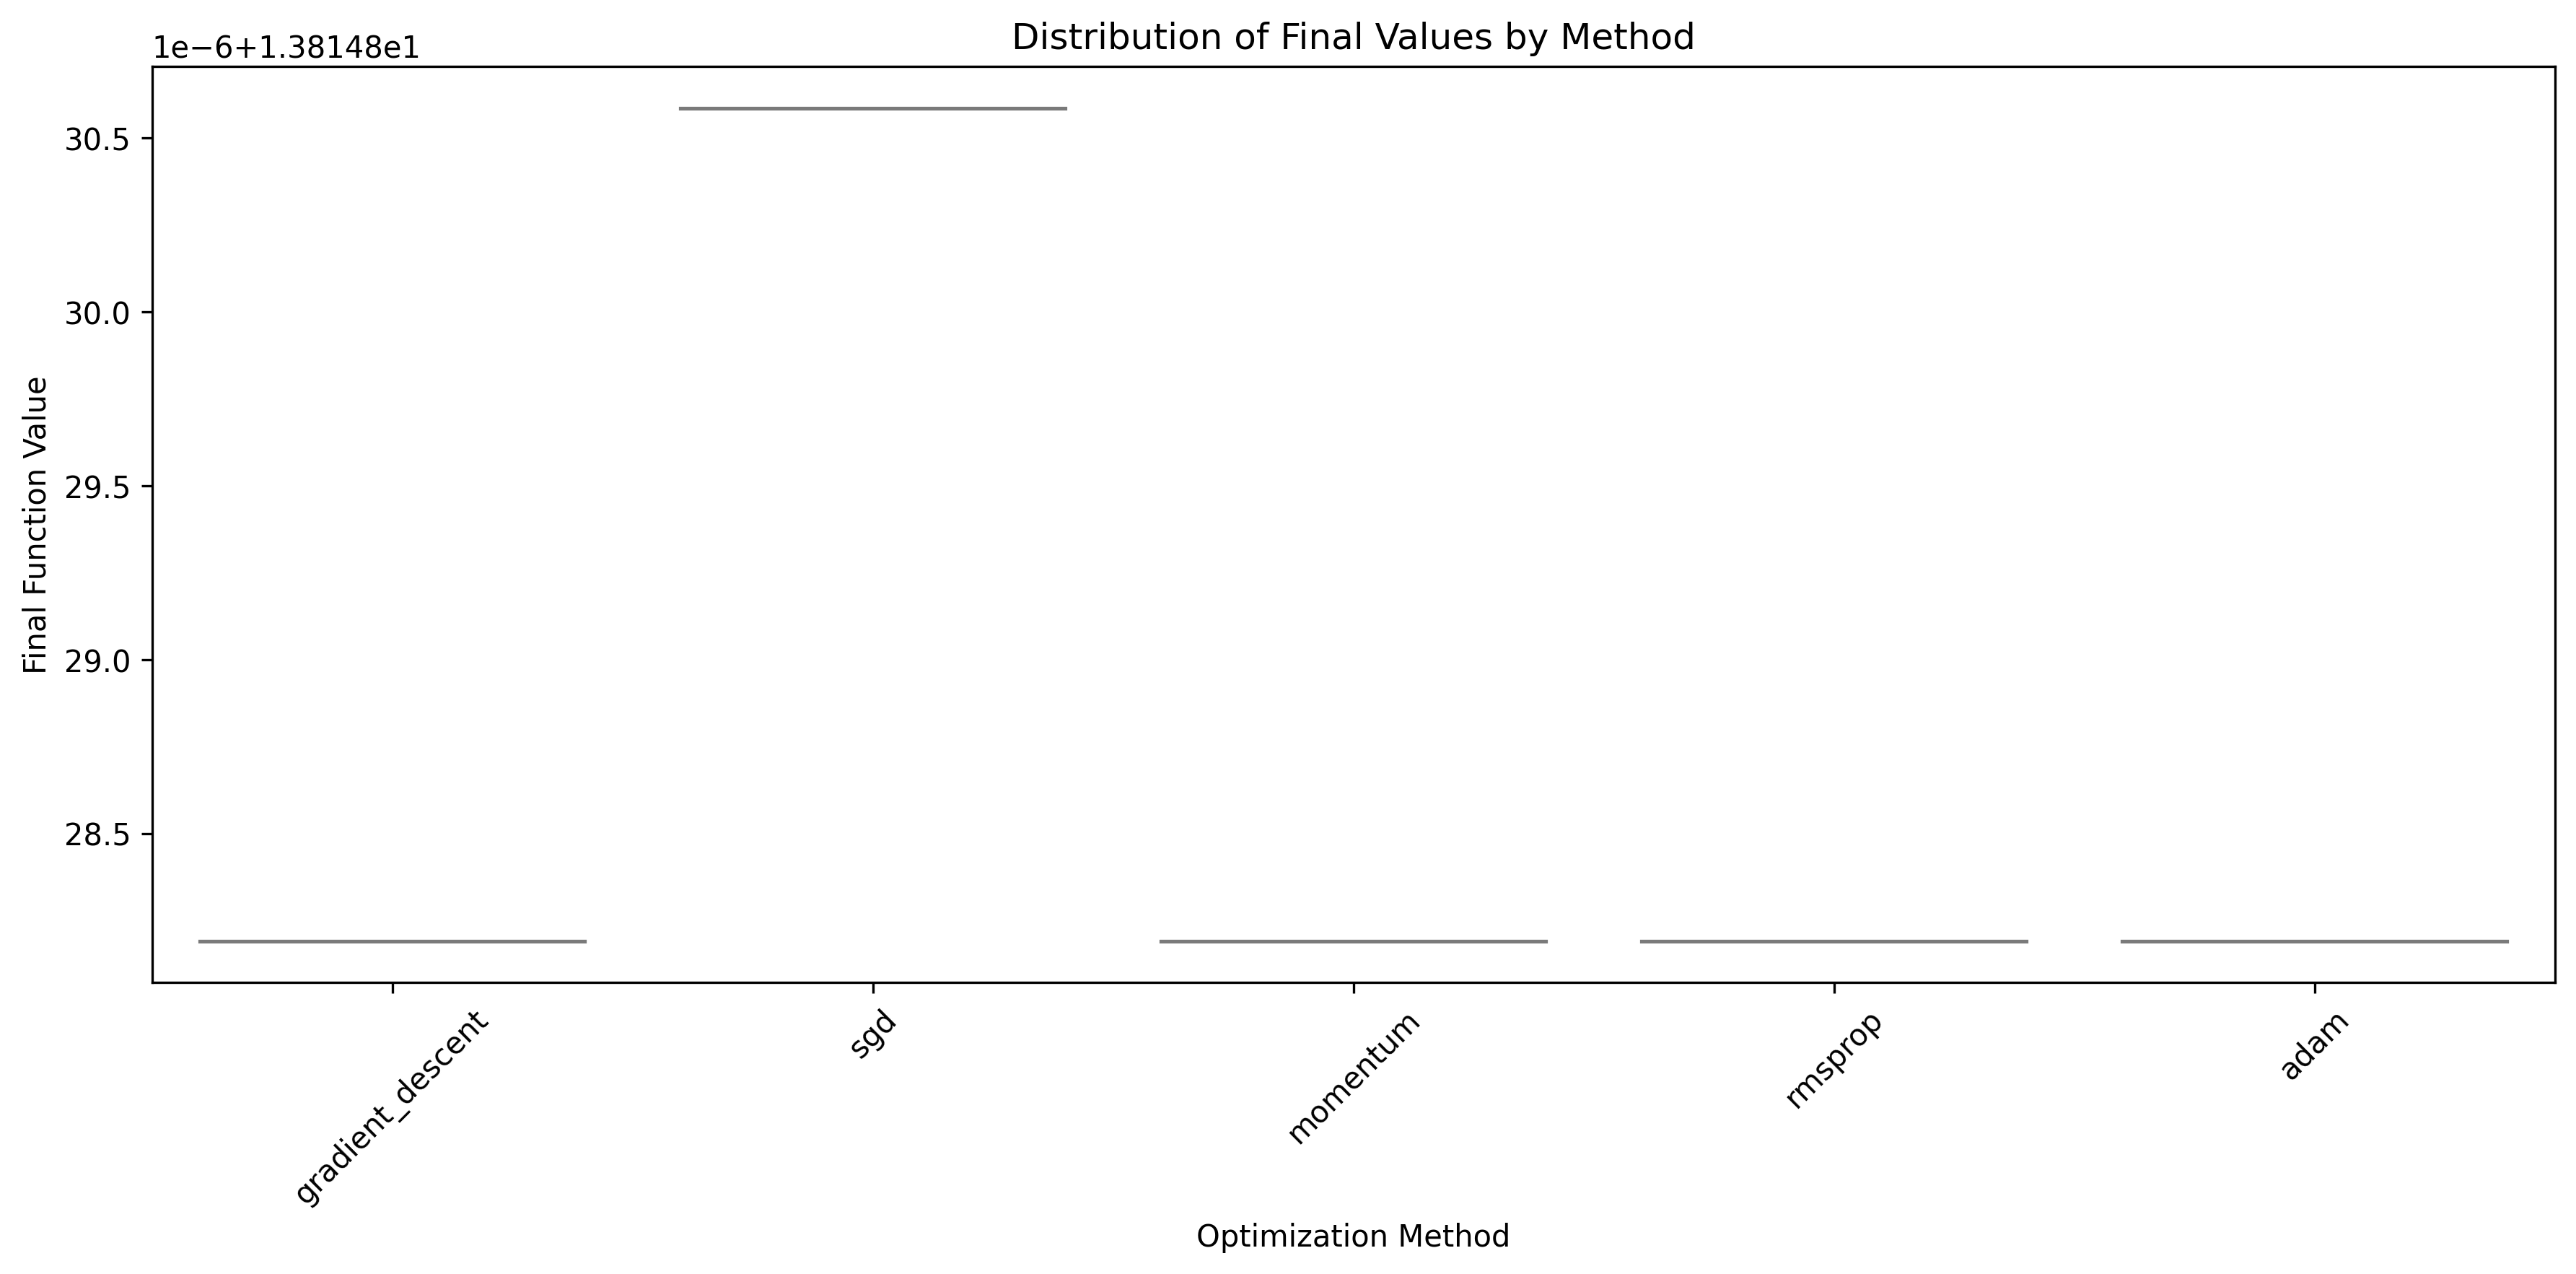 Distribution of Final Values by Method
1e−6+1.38148e1
30.5
30.0
29.5
29.0
28.5
Final Function Value
gradient_descent
sgd
momentum
rmsprop
adam
Optimization Method